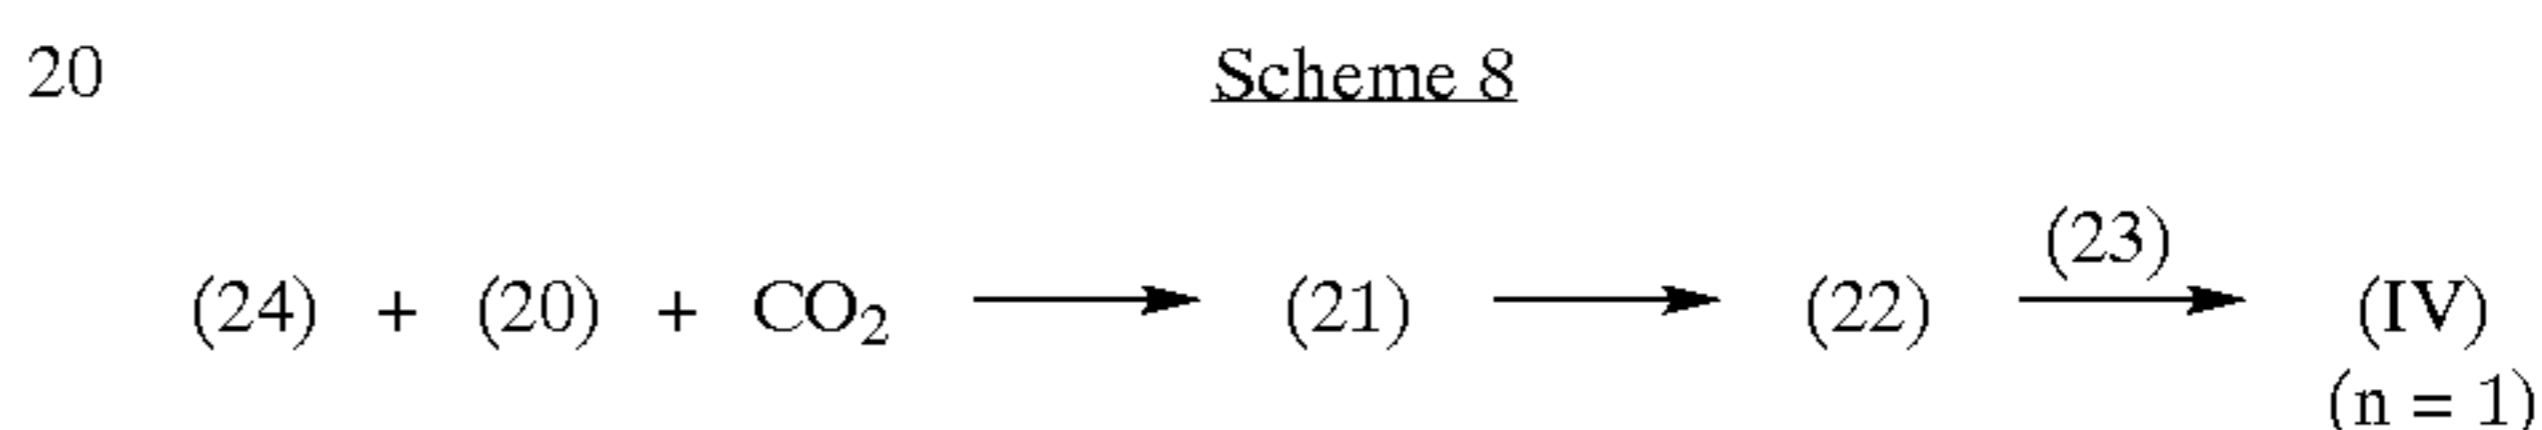 20 Scheme 8
(23)
(24) + (20) + CO₂ ⟶ (21) ⟶ (22) ⟶ (IV)
(n = 1)